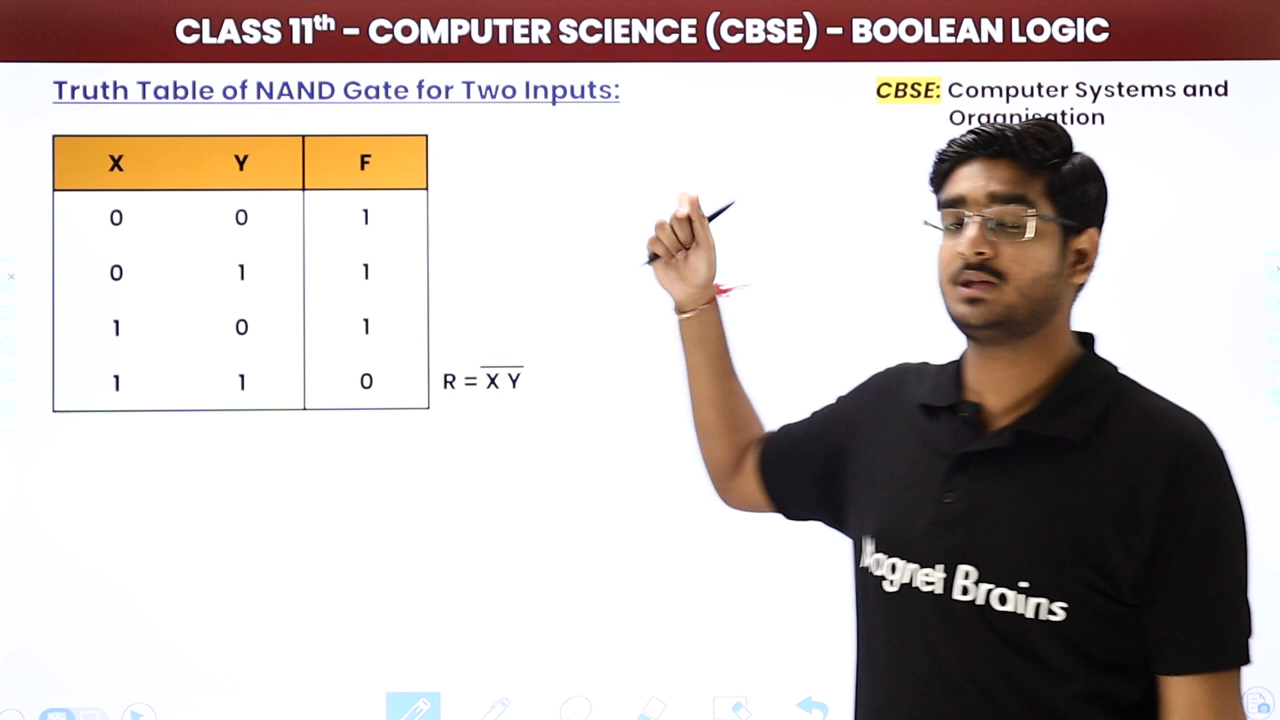 CLASS 11th - COMPUTER SCIENCE (CBSE) - BOOLEAN LOGIC
Truth Table of NAND Gate for Two Inputs:
CBSE: Computer Systems and
Organisation
X Y F
0 0 1
0 1 1
1 0 1
1 1 0 R = X̅ ̅Y̅
Magnet Brains